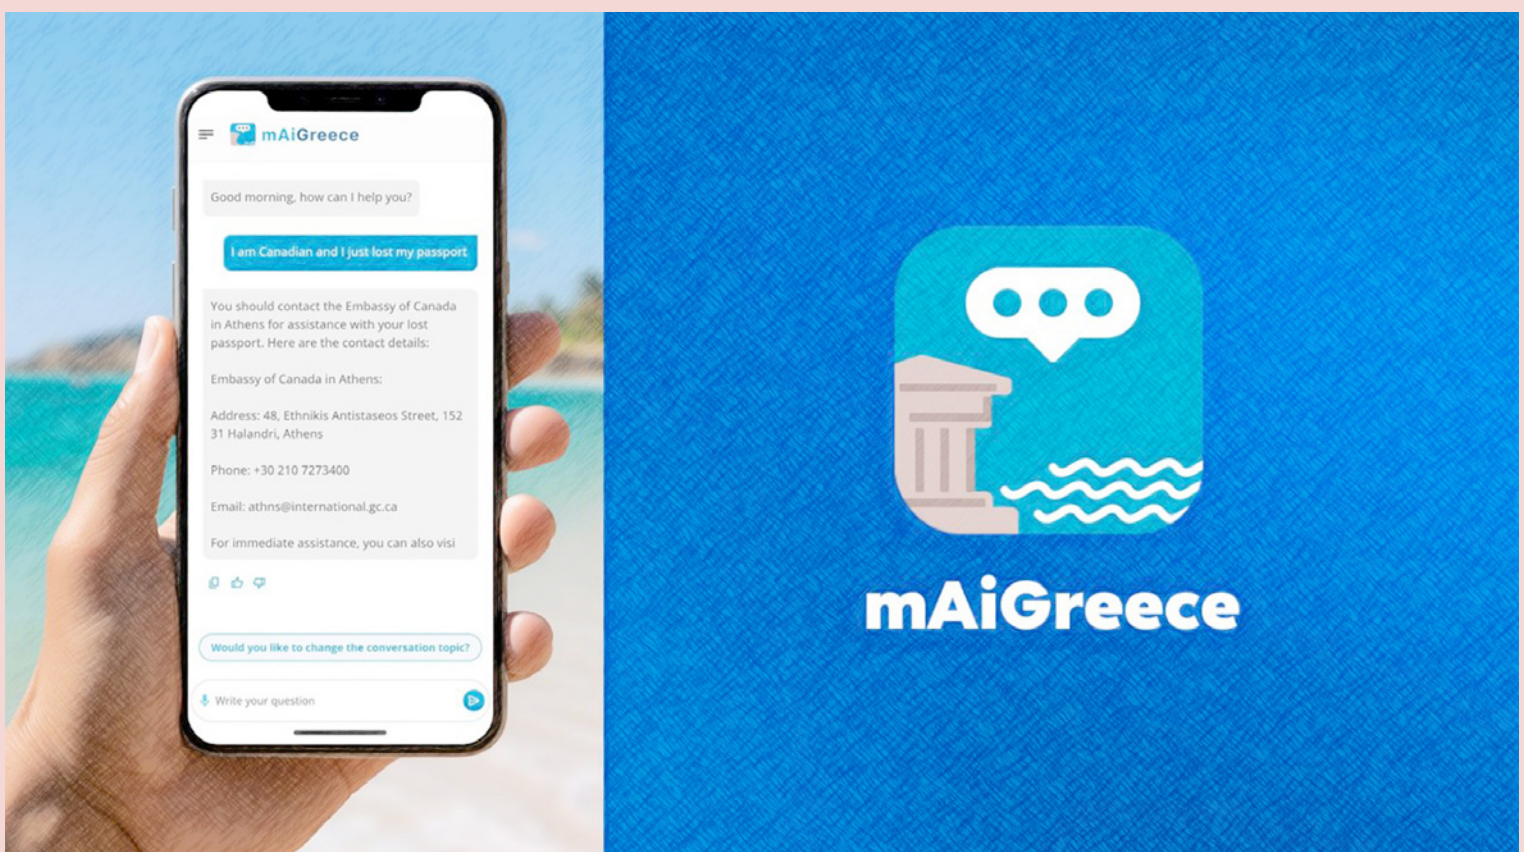 mAiGreece
Good morning, how can I help you?
I am Canadian and I just lost my passport
You should contact the Embassy of Canada
in Athens for assistance with your lost
passport. Here are the contact details:
Embassy of Canada in Athens:
Address: 48, Ethnikis Antistaseos Street, 152
31 Halandri, Athens
Phone: +30 210 7273400
Email: athns@international.gc.ca
For immediate assistance, you can also visi
Would you like to change the conversation topic?
Write your question
mAiGreece